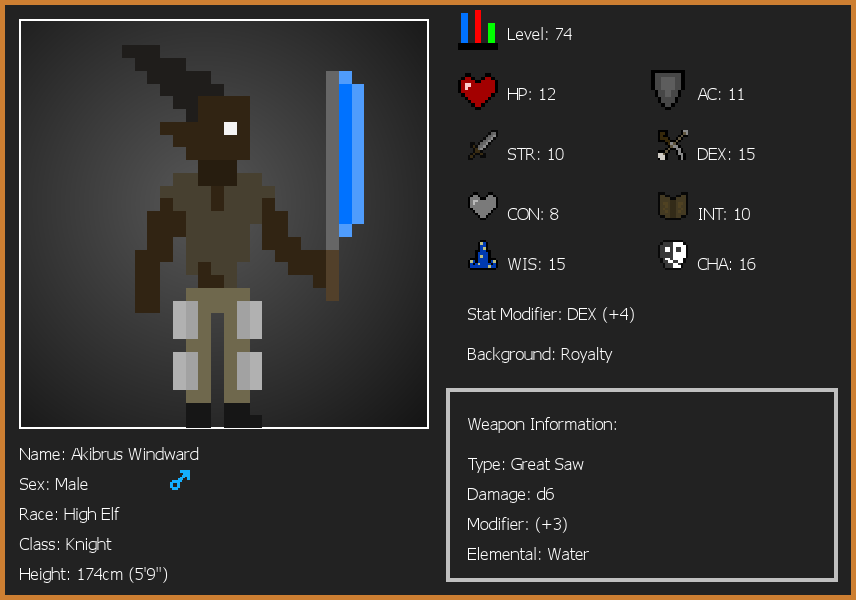 Level: 74
HP: 12
AC: 11
STR: 10
DEX: 15
CON: 8
INT: 10
WIS: 15
CHA: 16
Stat Modifier: DEX (+4)
Background: Royalty
Weapon Information:
Type: Great Saw
Damage: d6
Modifier: (+3)
Elemental: Water
Name: Akibrus Windward
Sex: Male
Race: High Elf
Class: Knight
Height: 174cm (5'9")